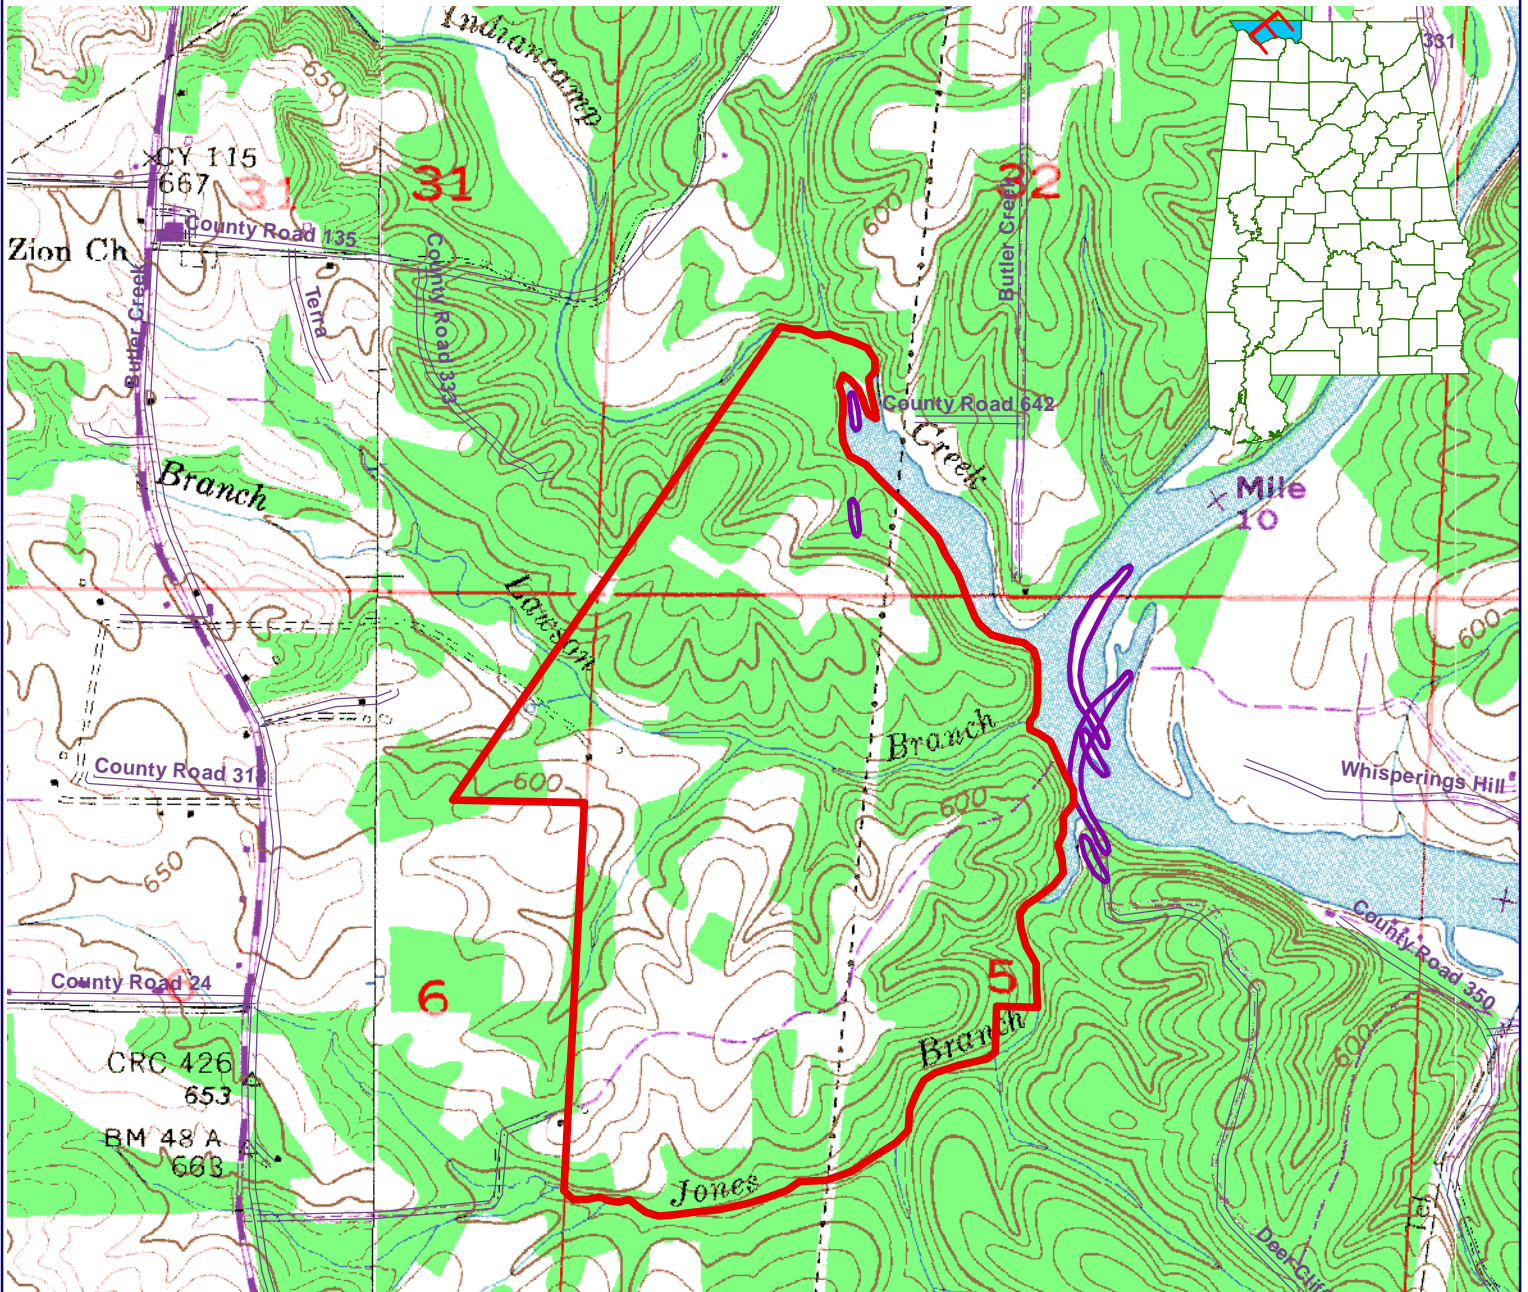 Indiancamp
331
650
CY 115
667
31
31
32
County Road 135
Zion Ch
Butler Creek
Terra
County Road 333
600
Butler Creek
County Road 642
Creek
Mile
10
Branch
Lawson
600
Branch
County Road 318
600
600
Whisperings Hill
650
County Road 350
County Road 24
6
5
Branch
600
CRC 426
653
BM 48 A
663
Jones
Tel
Deer Clif